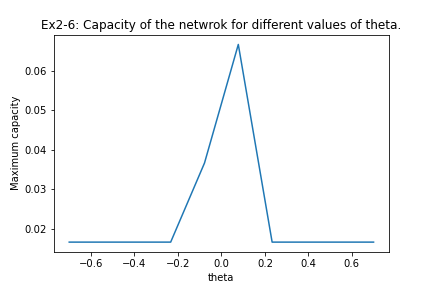 Ex2-6: Capacity of the netwrok for different values of theta.
0.06
0.05
0.04
0.03
0.02
Maximum capacity
−0.6 −0.4 −0.2 0.0 0.2 0.4 0.6
theta